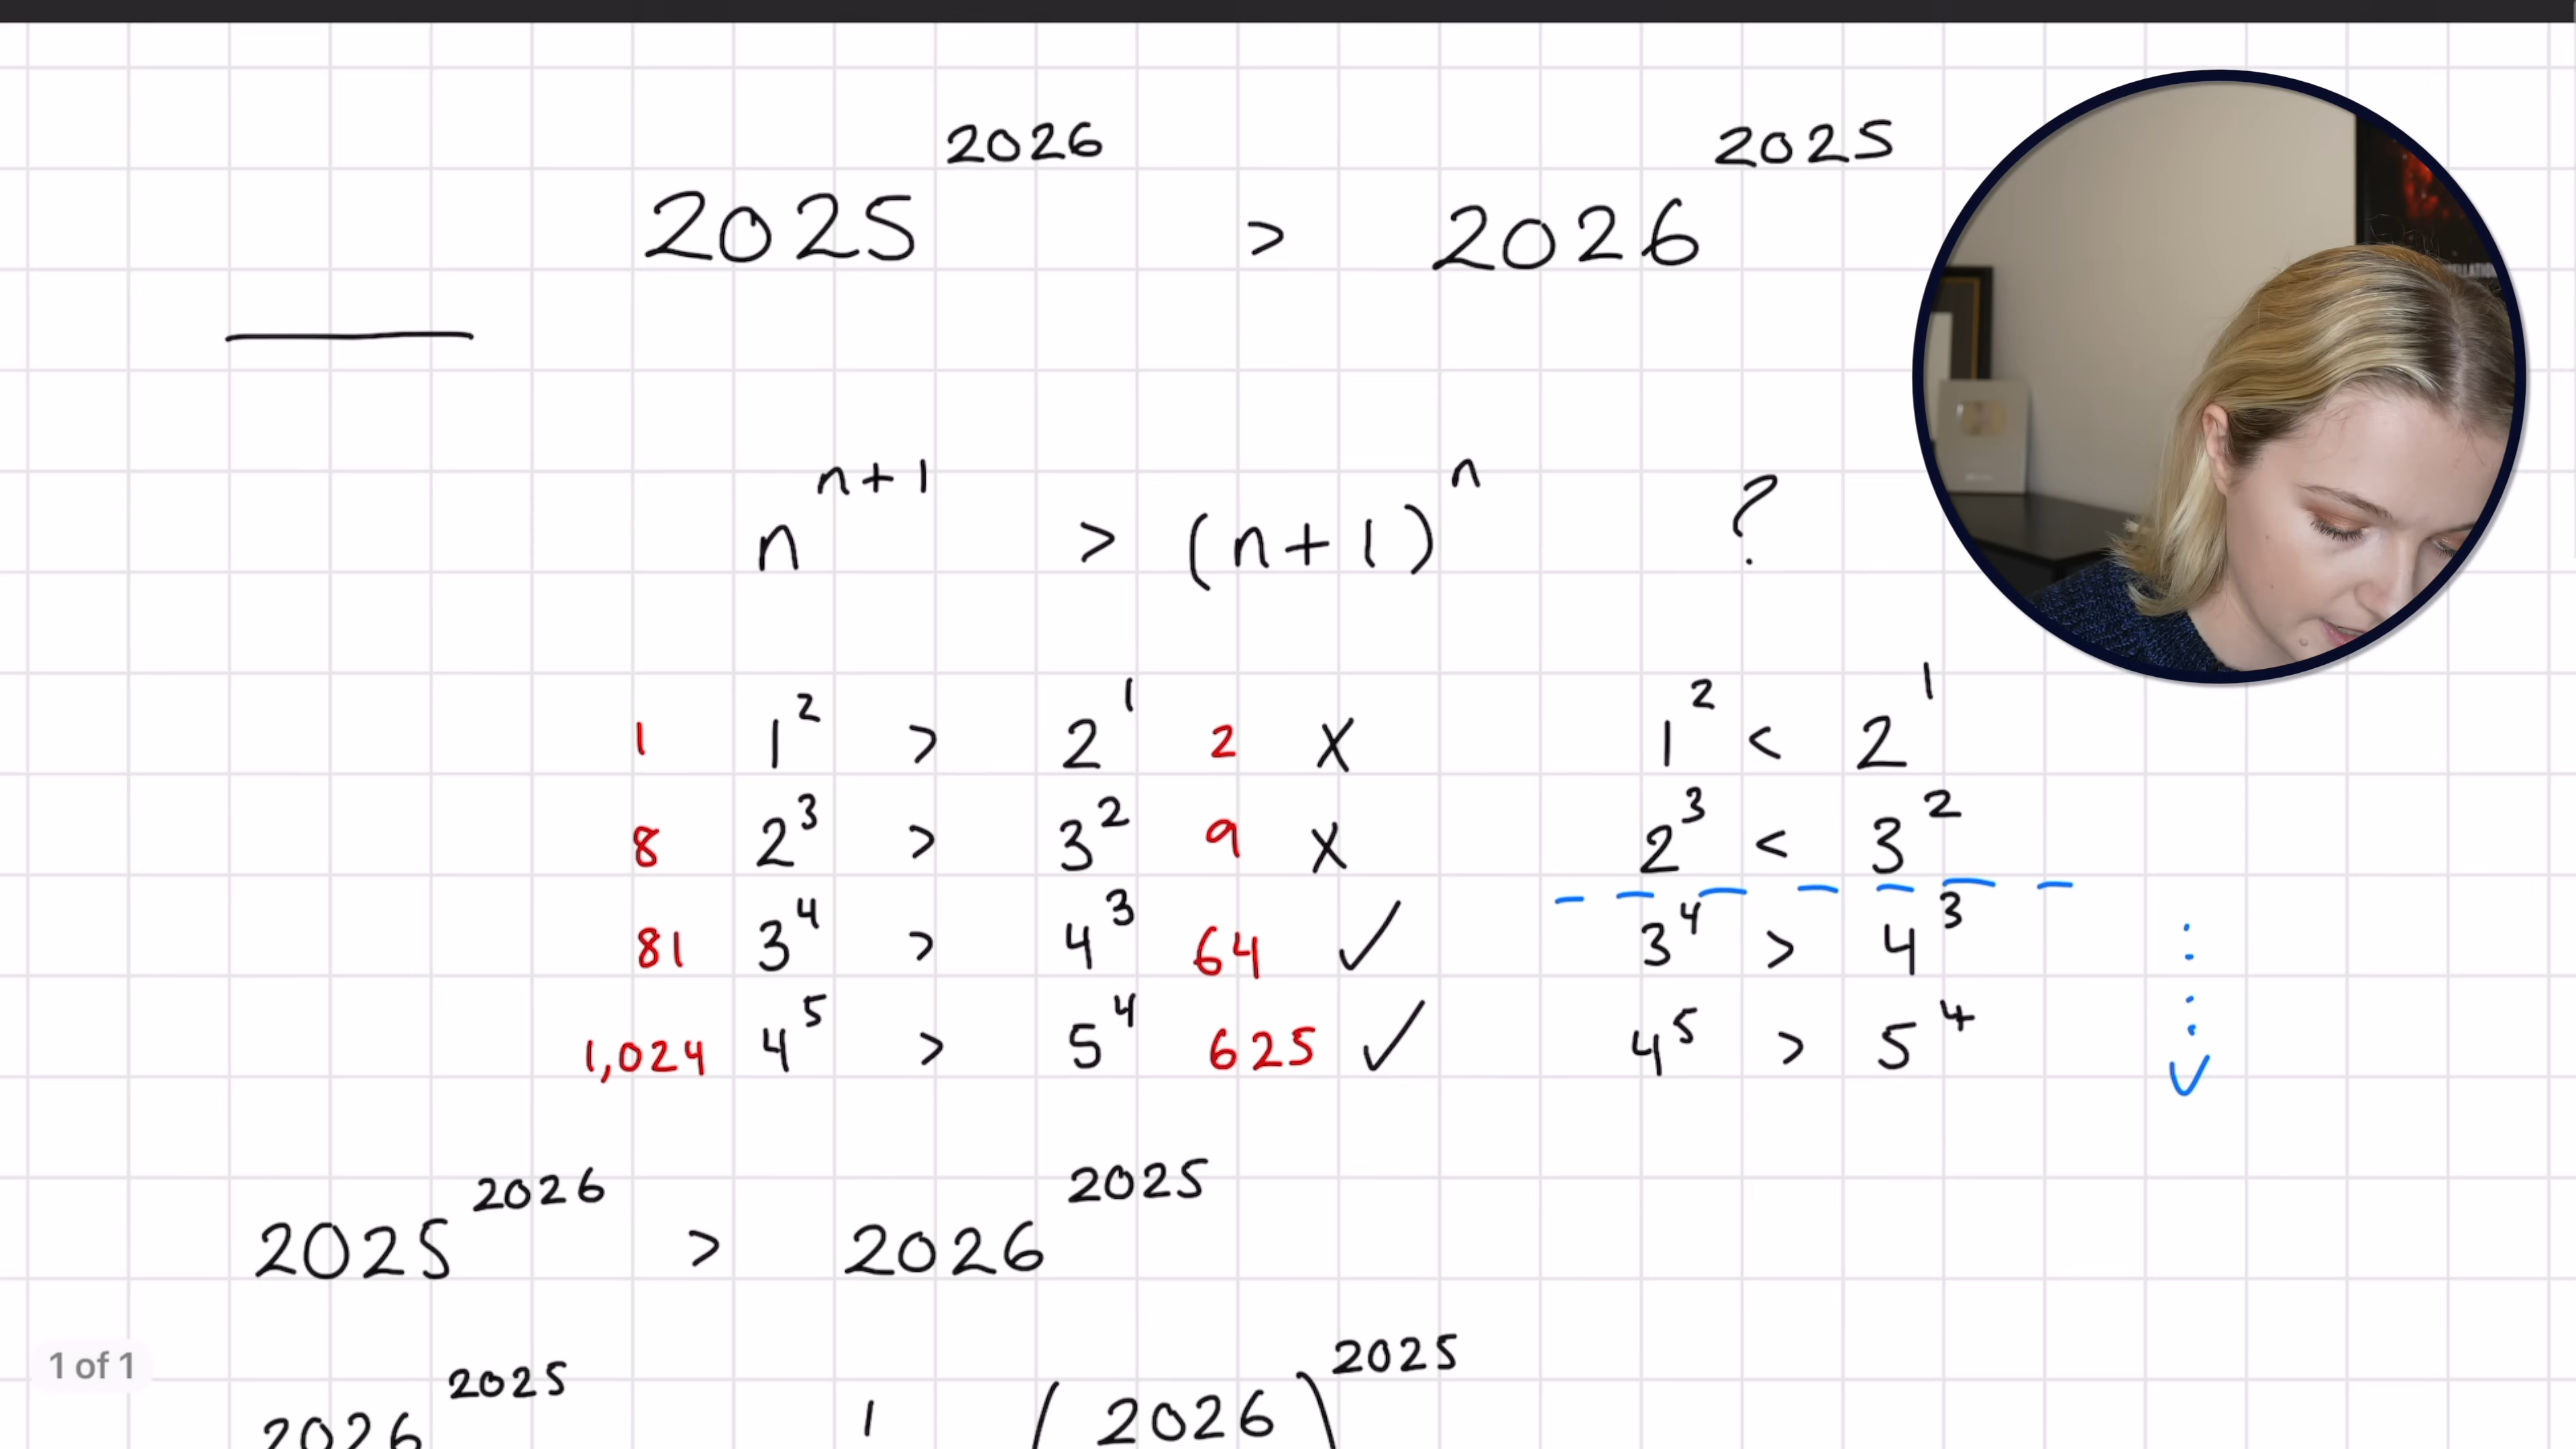 2025^2026 > 2026^2025
n^n+1 > (n+1)^n ?
1 1^2 > 2^1 2 X 1^2 < 2^1
8 2^3 > 3^2 9 X 2^3 < 3^2
81 3^4 > 4^3 64 ✓ 3^4 > 4^3
1,024 4^5 > 5^4 625 ✓ 4^5 > 5^4
2025^2026 > 2026^2025
1 of 1
2026^2025 1 (2026)^2025